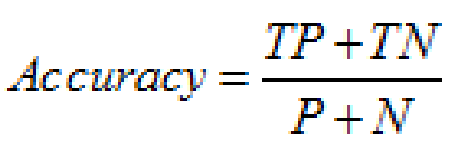 Accuracy = (TP + TN) / (P + N)